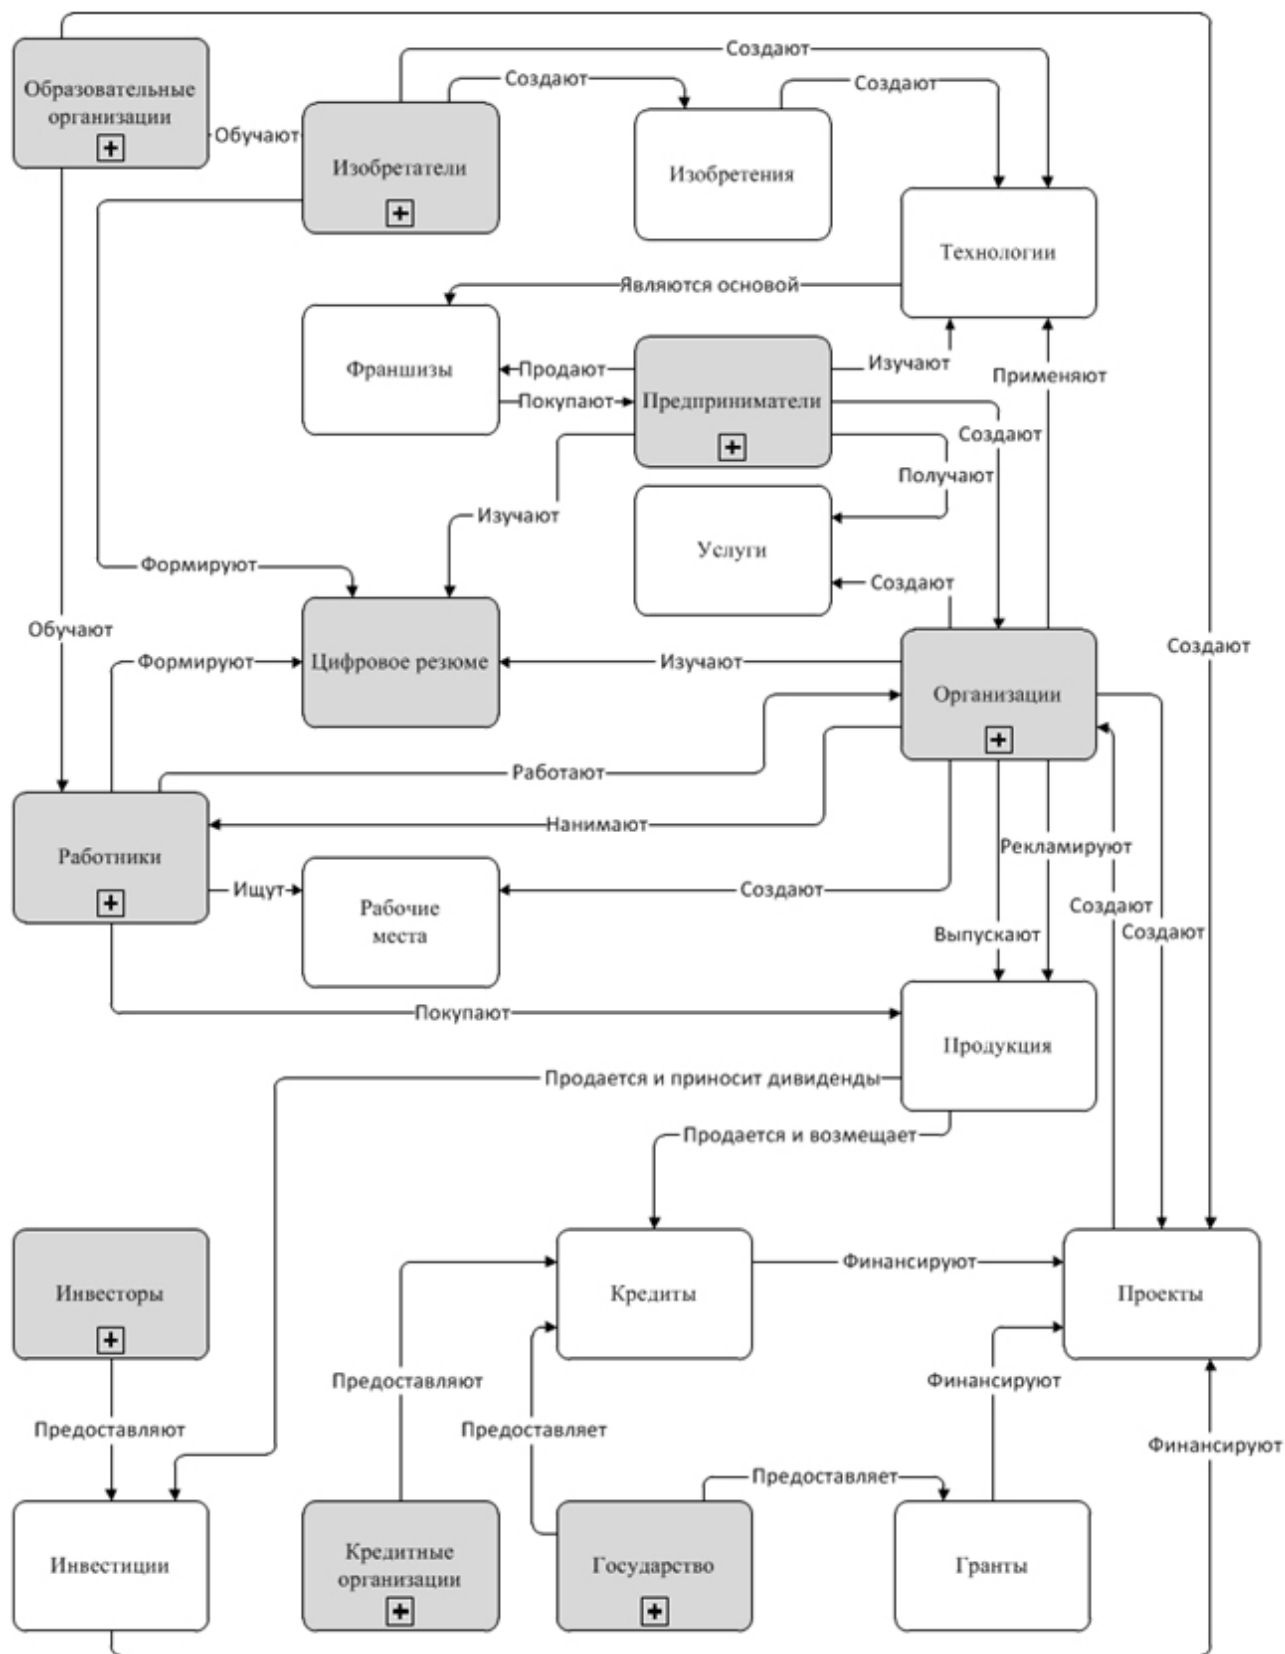 Создают
Образовательные
организации
Создают
Создают
Обучают
Изобретатели
Изобретения
Технологии
Являются основой
Франшизы
Продают
Покупают
Предприниматели
Изучают
Применяют
Создают
Получают
Изучают
Услуги
Формируют
Создают
Обучают
Формируют
Цифровое резюме
Изучают
Создают
Организации
Работают
Нанимают
Рекламируют
Работники
Ищут
Рабочие
места
Создают
Создают
Выпускают
Создают
Покупают
Продукция
Продается и приносит дивиденды
Продается и возмещает
Инвесторы
Кредиты
Финансируют
Проекты
Предоставляют
Финансируют
Предоставляют
Предоставляет
Финансируют
Предоставляет
Инвестиции
Кредитные
организации
Государство
Гранты